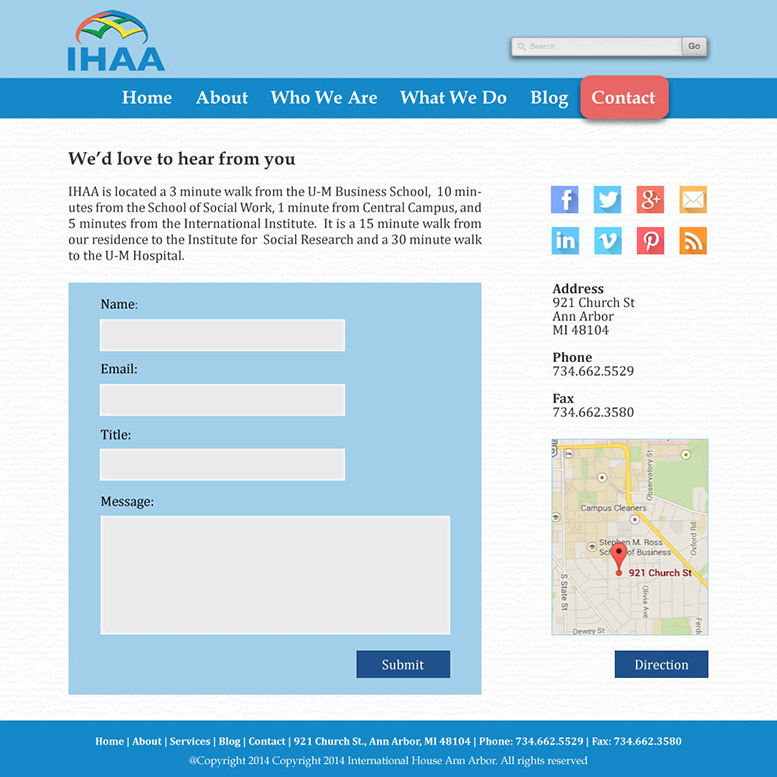 IHAA
Search
Go
Home About Who We Are What We Do Blog Contact
We'd love to hear from you
IHAA is located a 3 minute walk from the U-M Business School, 10 min-
utes from the School of Social Work, 1 minute from Central Campus, and
5 minutes from the International Institute. It is a 15 minute walk from
our residence to the Institute for Social Research and a 30 minute walk
to the U-M Hospital.
Name:
Email:
Title:
Message:
Submit
f
g+
in
v
Address
921 Church St
Ann Arbor
MI 48104
Phone
734.662.5529
Fax
734.662.3580
Observatory St
Campus Cleaners
Oxford Rd
Stephen M. Ross
School of Business
921 Church St
S State St
Olivia Ave
Dewey St
Ferd
Direction
Home | About | Services | Blog | Contact | 921 Church St., Ann Arbor, MI 48104 | Phone: 734.662.5529 | Fax: 734.662.3580
@Copyright 2014 Copyright 2014 International House Ann Arbor. All rights reserved